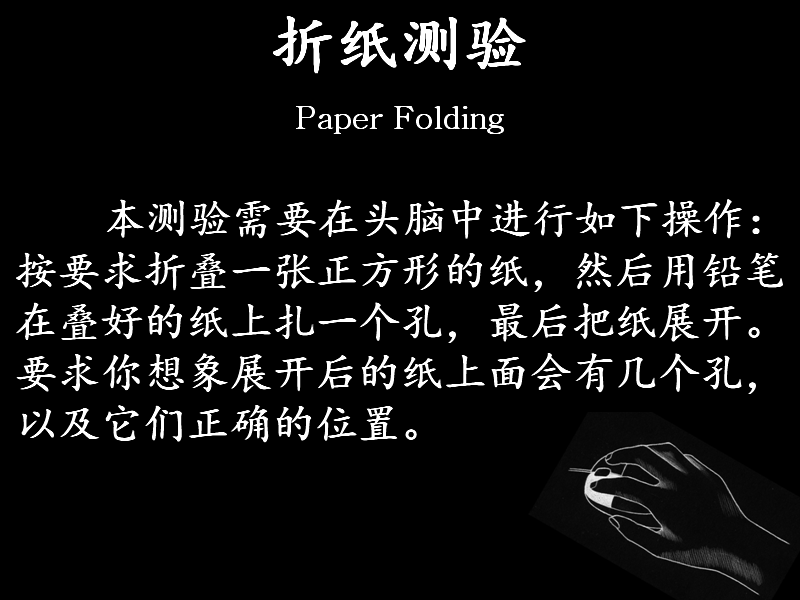 折纸测验
Paper Folding
本测验需要在头脑中进行如下操作：
按要求折叠一张正方形的纸，然后用铅笔
在叠好的纸上扎一个孔，最后把纸展开。
要求你想象展开后的纸上面会有几个孔，
以及它们正确的位置。